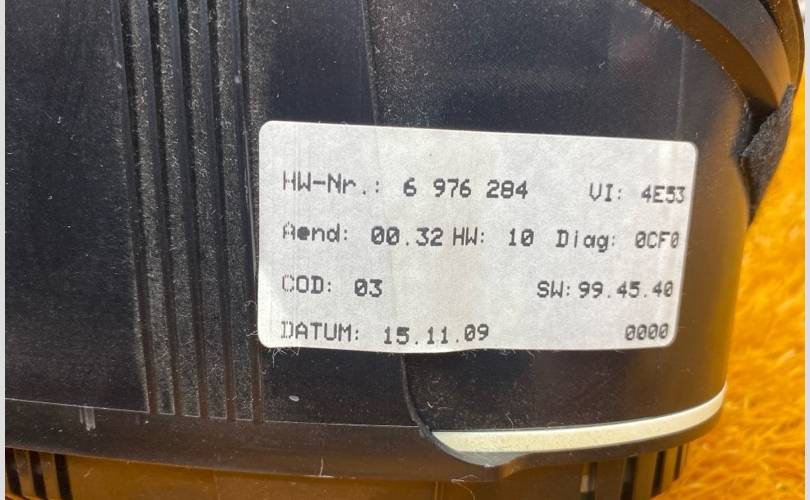 HW-Nr.: 6 976 284 VI: 4E53
Aend: 00.32 HW: 10 Diag: 0CF0
COD: 03 SW: 99.45.40
DATUM: 15.11.09 0000